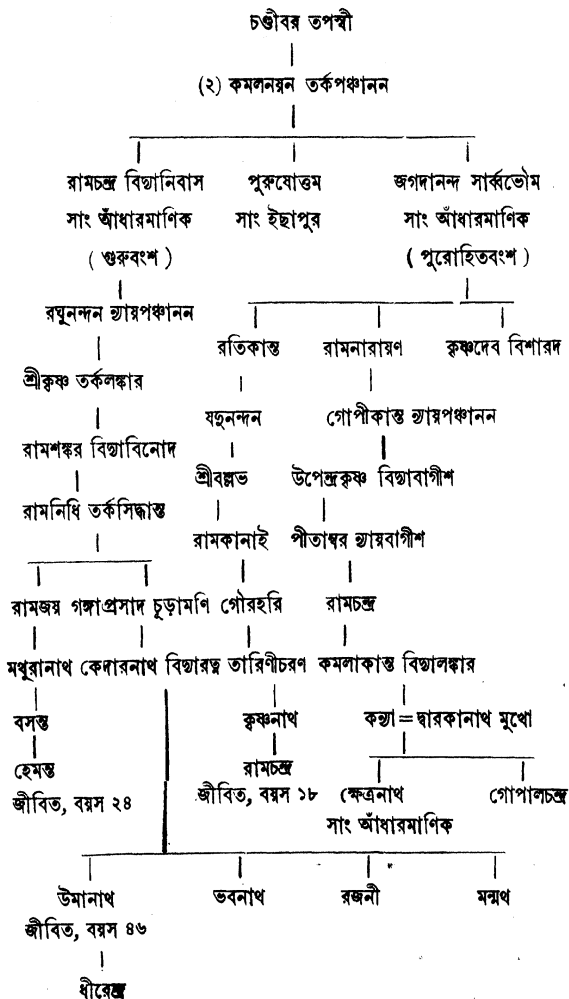 চণ্ডীবর তপস্বী
(২) কমলনয়ন তর্কপঞ্চানন
রামচন্দ্র বিদ্যানিবাস পুরুষোত্তম জগদানন্দ সার্ব্বভৌম
সাং আঁধারমাণিক সাং ইছাপুর সাং আঁধারমাণিক
( গুরুবংশ ) ( পুরোহিতবংশ )
রঘুনন্দন ন্যায়পঞ্চানন
রতিকান্ত রামনারায়ণ কৃষ্ণদেব বিশারদ
শ্রীকৃষ্ণ তর্কলঙ্কার
যদুনন্দন গোপীকান্ত ন্যায়পঞ্চানন
রামশঙ্কর বিদ্যাবিনোদ
শ্রীবল্লভ উপেন্দ্রকৃষ্ণ বিদ্যাবাগীশ
রামনিধি তর্কসিদ্ধান্ত
রামকানাই পীতাম্বর ন্যায়বাগীশ
রামজয় গঙ্গাপ্রসাদ চূড়ামণি গৌরহরি রামচন্দ্র
মথুরানাথ কেদারনাথ বিদ্যারত্ন তারিণীচরণ কমলাকান্ত বিদ্যালঙ্কার
বসন্ত কৃষ্ণনাথ কন্যা = দ্বারকানাথ মুখো
হেমন্ত রামচন্দ্র
জীবিত, বয়স ২৪ জীবিত, বয়স ১৮ ক্ষেত্রনাথ গোপালচন্দ্র
সাং আঁধারমাণিক
উমানাথ ভবনাথ রজনী মন্মথ
জীবিত, বয়স ৪৬
ধীরেন্দ্র